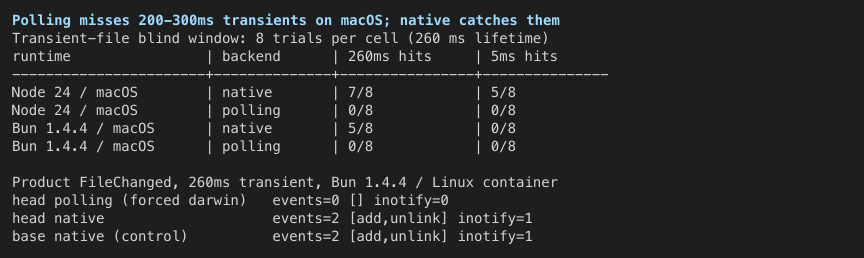 Polling misses 200-300ms transients on macOS; native catches them
Transient-file blind window: 8 trials per cell (260 ms lifetime)
runtime                | backend      | 260ms hits     | 5ms hits
-----------------------+--------------+----------------+---------------
Node 24 / macOS        | native       | 7/8            | 5/8
Node 24 / macOS        | polling      | 0/8            | 0/8
Bun 1.4.4 / macOS      | native       | 5/8            | 0/8
Bun 1.4.4 / macOS      | polling      | 0/8            | 0/8

Product FileChanged, 260ms transient, Bun 1.4.4 / Linux container
head polling (forced darwin)   events=0 [] inotify=0
head native                    events=2 [add,unlink] inotify=1
base native (control)          events=2 [add,unlink] inotify=1